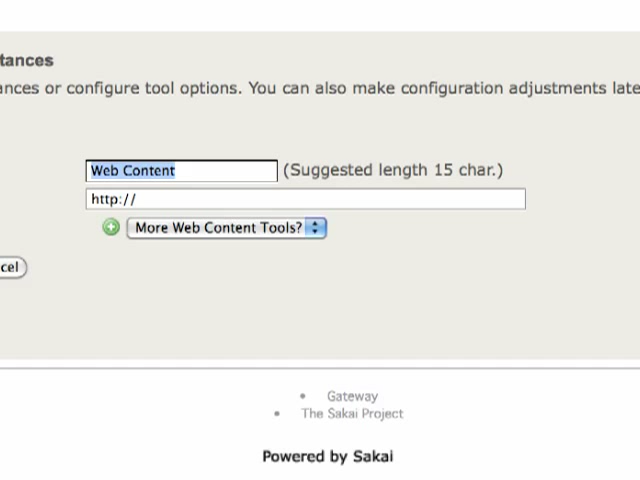 tances
ances or configure tool options. You can also make configuration adjustments late
Web Content (Suggested length 15 char.)
http://
More Web Content Tools?
cel
• Gateway
• The Sakai Project
Powered by Sakai